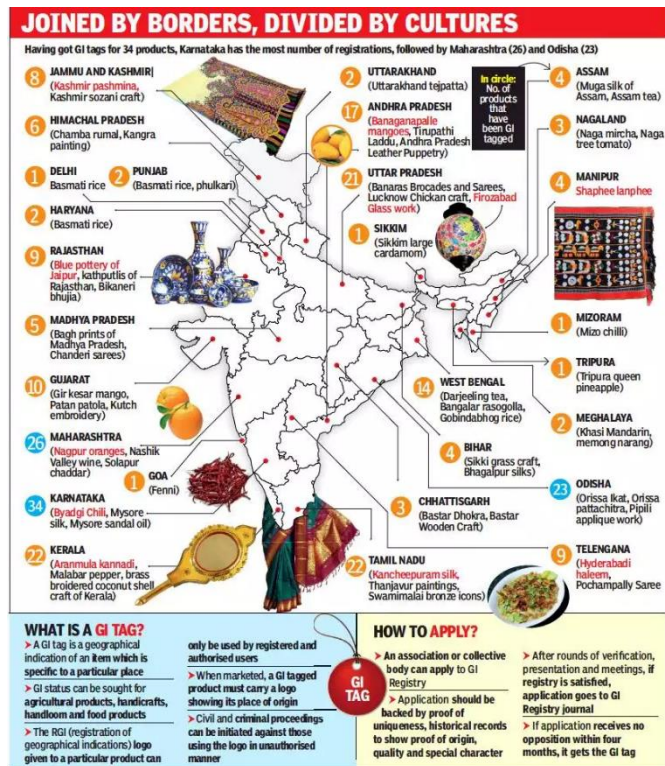 JOINED BY BORDERS, DIVIDED BY CULTURES
Having got GI tags for 34 products, Karnataka has the most number of registrations, followed by Maharashtra (26) and Odisha (23)
8
JAMMU AND KASHMIR|
(Kashmir pashmina,
Kashmir sozani craft)
6
HIMACHAL PRADESH
(Chamba rumal, Kangra
painting)
1
DELHI
Basmati rice
2
PUNJAB
(Basmati rice, phulkari)
2
HARYANA
(Basmati rice)
9
RAJASTHAN
(Blue pottery of
Jaipur, kathputlis of
Rajasthan, Bikaneri
bhujia)
5
MADHYA PRADESH
(Bagh prints of
Madhya Pradesh,
Chanderi sarees)
10
GUJARAT
(Gir kesar mango,
Patan patola, Kutch
embroidery)
26
MAHARASHTRA
(Nagpur oranges, Nashik
Valley wine, Solapur
chaddar)
1
GOA
(Fenni)
34
KARNATAKA
(Byadgi Chili, Mysore
silk, Mysore sandal oil)
22
KERALA
(Aranmula kannadi,
Malabar pepper, brass
broidered coconut shell
craft of Kerala)
2
UTTARAKHAND
(Uttarakhand tejpatta)
17
ANDHRA PRADESH
(Banaganapalle
mangoes, Tirupathi
Laddu, Andhra Pradesh
Leather Puppetry)
21
UTTAR PRADESH
(Banaras Brocades and Sarees,
Lucknow Chickan craft, Firozabad
Glass work)
1
SIKKIM
(Sikkim large
cardamom)
In circle:
No. of
products
that
have
been GI
tagged
4
ASSAM
(Muga silk of
Assam, Assam tea)
3
NAGALAND
(Naga mircha, Naga
tree tomato)
4
MANIPUR
Shaphee lanphee
1
MIZORAM
(Mizo chilli)
1
TRIPURA
(Tripura queen
pineapple)
2
MEGHALAYA
(Khasi Mandarin,
memong narang)
14
WEST BENGAL
(Darjeeling tea,
Bangalar rasogolla,
Gobindabhog rice)
4
BIHAR
(Sikki grass craft,
Bhagalpur silks)
23
ODISHA
(Orissa Ikat, Orissa
pattachitra, Pipili
applique work)
3
CHHATTISGARH
(Bastar Dhokra, Bastar
Wooden Craft)
22
TAMIL NADU
(Kancheepuram silk,
Thanjavur paintings,
Swamimalai bronze icons)
9
TELENGANA
(Hyderabadi
haleem,
Pochampally Saree
WHAT IS A GI TAG?
➤ A GI tag is a geographical
indication of an item which is
specific to a particular place
➤ GI status can be sought for
agricultural products, handicrafts,
handloom and food products
➤ The RGI (registration of
geographical indications) logo
given to a particular product can
only be used by registered and
authorised users
➤ When marketed, a GI tagged
product must carry a logo
showing its place of origin
➤ Civil and criminal proceedings
can be initiated against those
using the logo in unauthorised
manner
GI
TAG
HOW TO APPLY?
➤ An association or collective
body can apply to GI
Registry
➤ Application should be
backed by proof of
uniqueness, historical records
to show proof of origin,
quality and special character
➤ After rounds of verification,
presentation and meetings, if
registry is satisfied,
application goes to GI
Registry journal
➤ If application receives no
opposition within four
months, it gets the GI tag